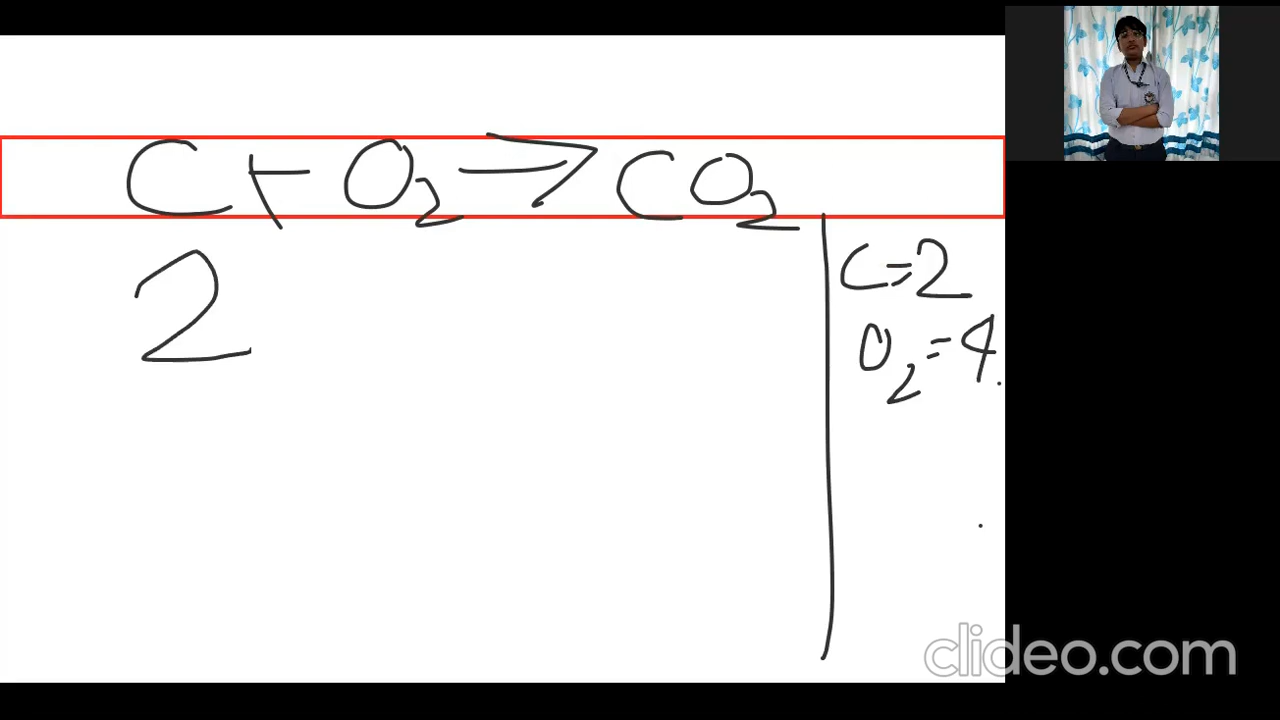 C + O₂ → CO₂
2
C = 2
O₂ = 4.
clideo.com